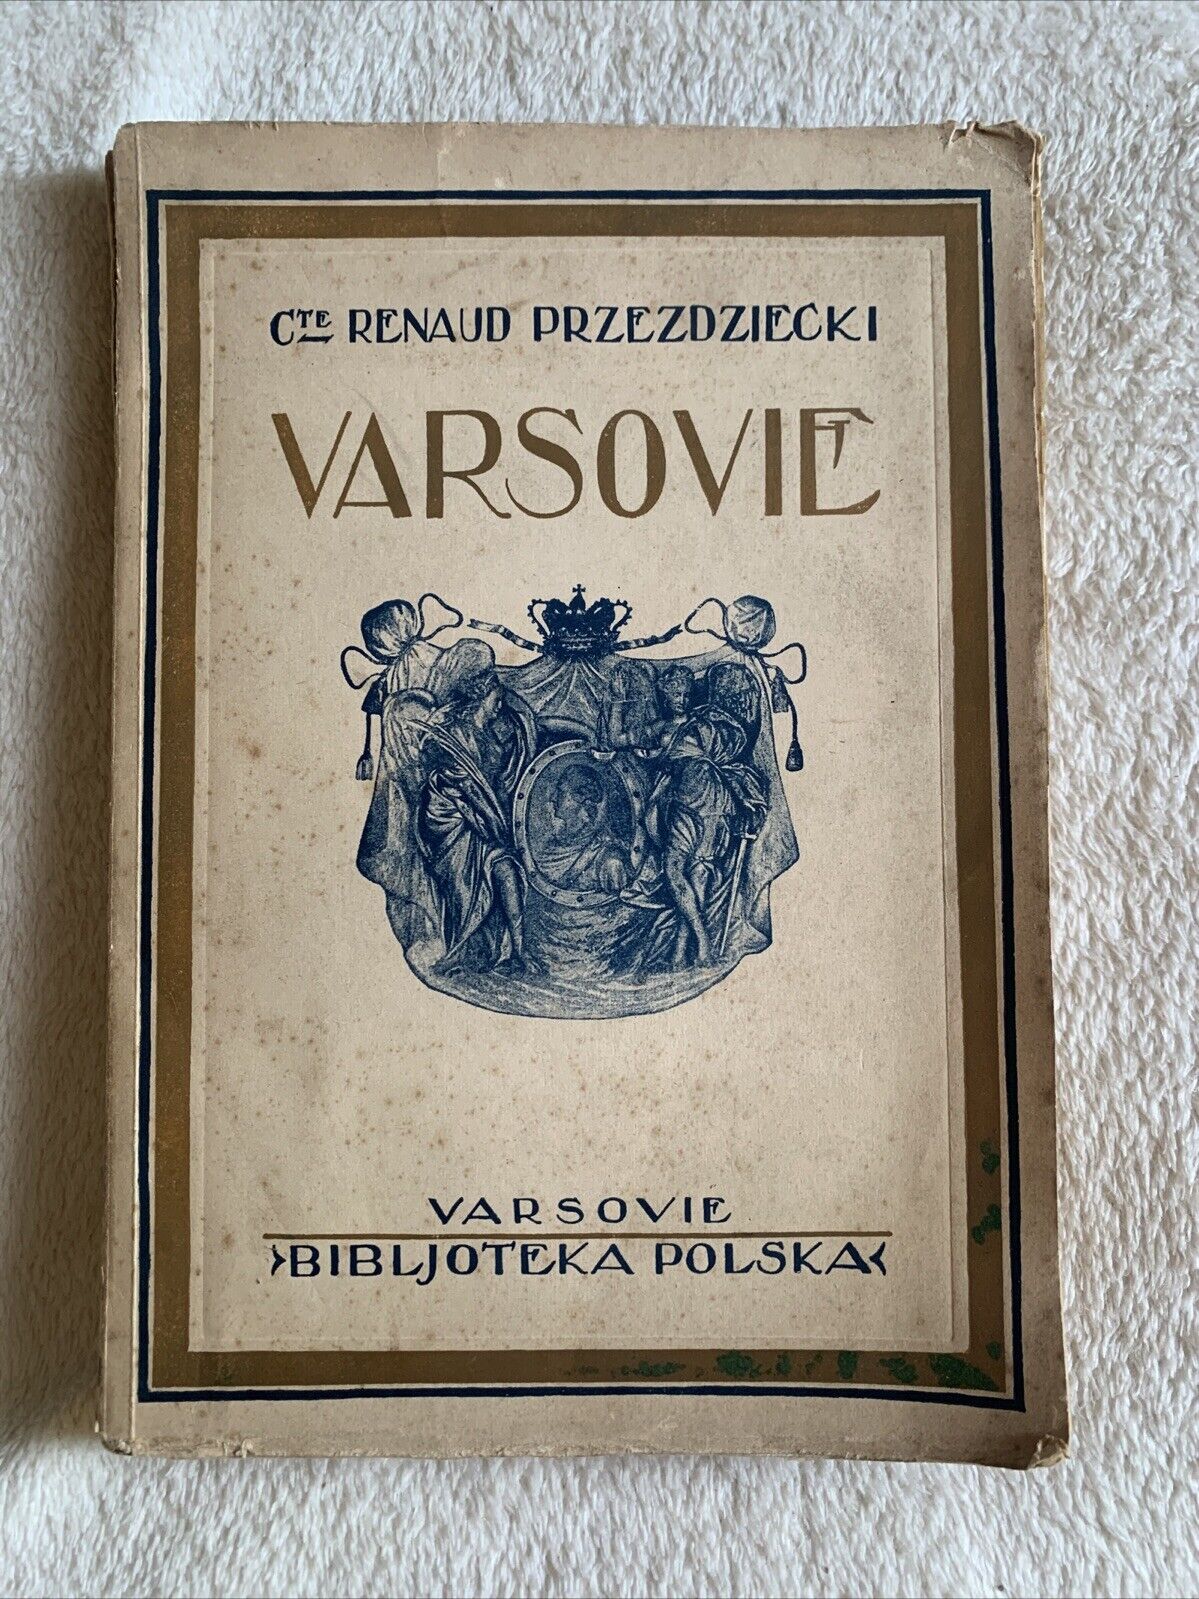 CTE RENAUD PRZEZDZIECKI
VARSOVIE
VARSOVIE
>BIBLJOTEKA POLSKA<